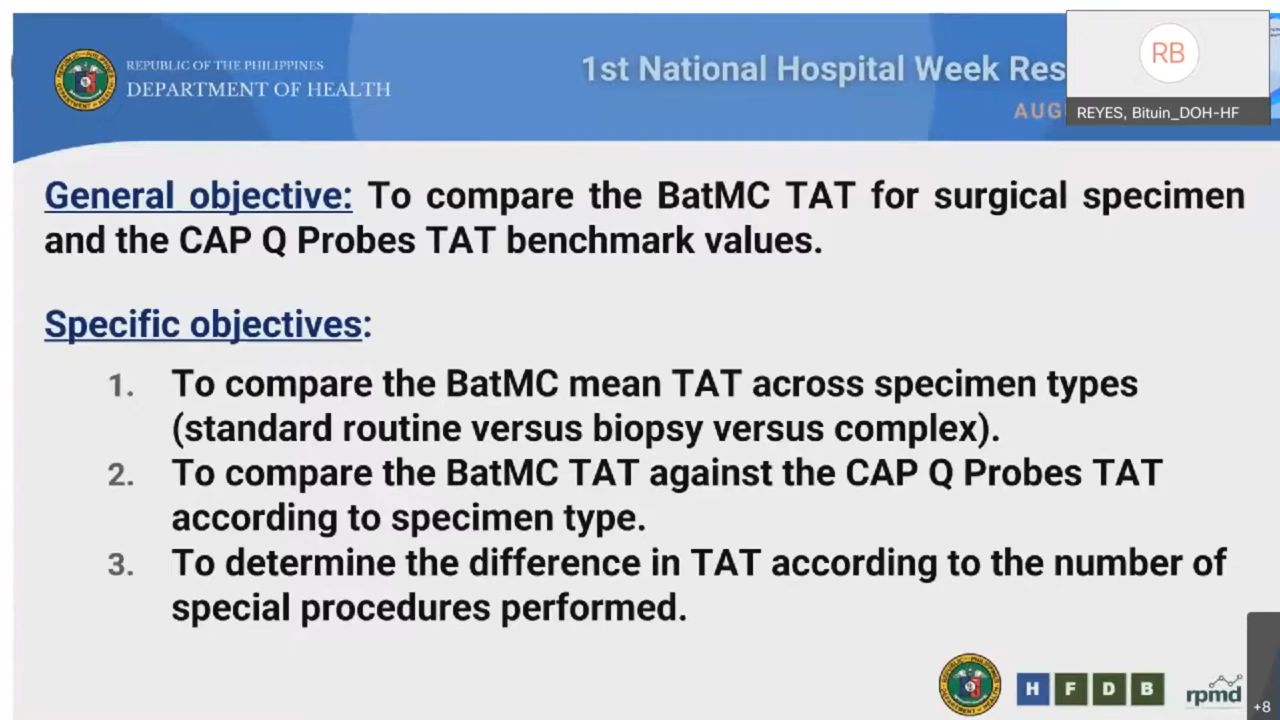 REPUBLIC OF THE PHILIPPINES
DEPARTMENT OF HEALTH
1st National Hospital Week Res
AUG
RB
REYES, Bituin_DOH-HF
General objective: To compare the BatMC TAT for surgical specimen
and the CAP Q Probes TAT benchmark values.
Specific objectives:
1. To compare the BatMC mean TAT across specimen types
(standard routine versus biopsy versus complex).
2. To compare the BatMC TAT against the CAP Q Probes TAT
according to specimen type.
3. To determine the difference in TAT according to the number of
special procedures performed.
H F D B
rpmd
+8